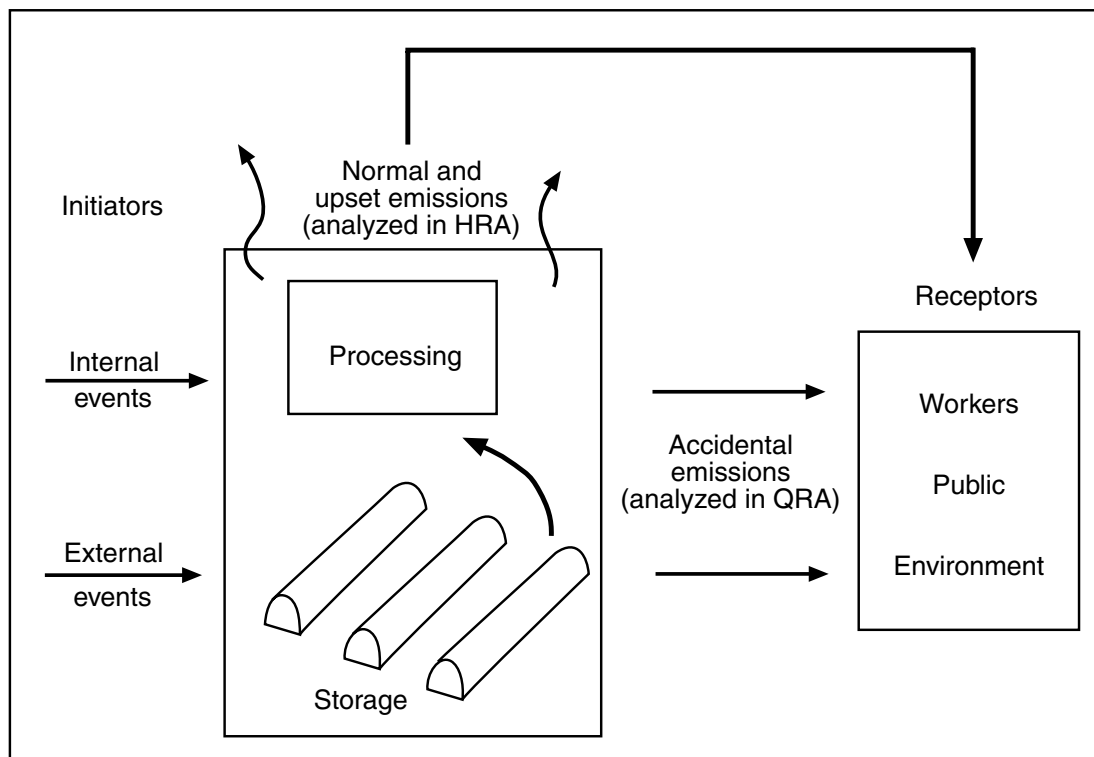 Normal and
upset emissions
(analyzed in HRA)
Initiators
Receptors
Processing
Internal
events
Workers
Accidental
emissions
(analyzed in QRA)
Public
External
events
Environment
Storage